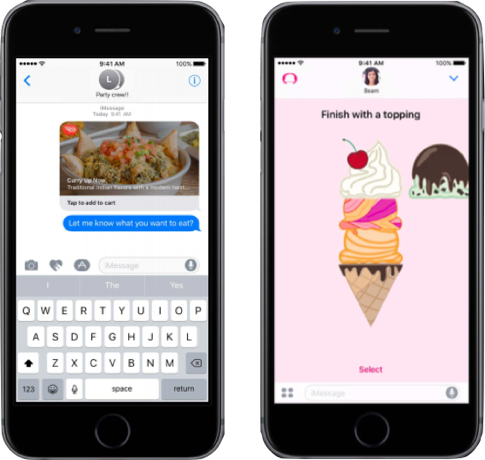 9:41 AM
100%
L
Party crew!!
iMessage
Today 9:41 AM
Curry Up Now
Traditional Indian flavors with a modern twist...
Tap to add to cart
Let me know what you want to eat?
iMessage
I The Yes
Q W E R T Y U I O P
A S D F G H J K L
Z X C V B N M
123 space return
9:41 AM
100%
Beam
Finish with a topping
Select
iMessage